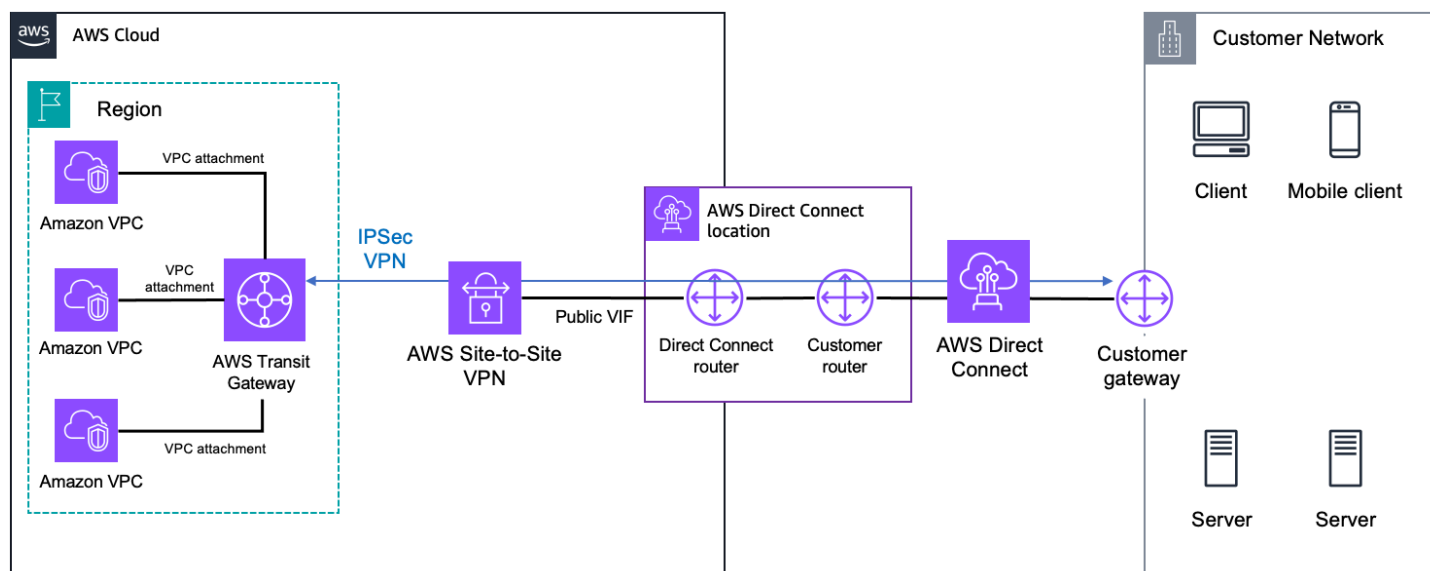 aws
AWS Cloud
Region
VPC attachment
Amazon VPC
VPC
attachment
Amazon VPC
AWS Transit
Gateway
VPC attachment
Amazon VPC
IPSec
VPN
AWS Site-to-Site
VPN
Public VIF
AWS Direct Connect
location
Direct Connect
router
Customer
router
AWS Direct
Connect
Customer
gateway
Customer Network
Client
Mobile client
Server
Server